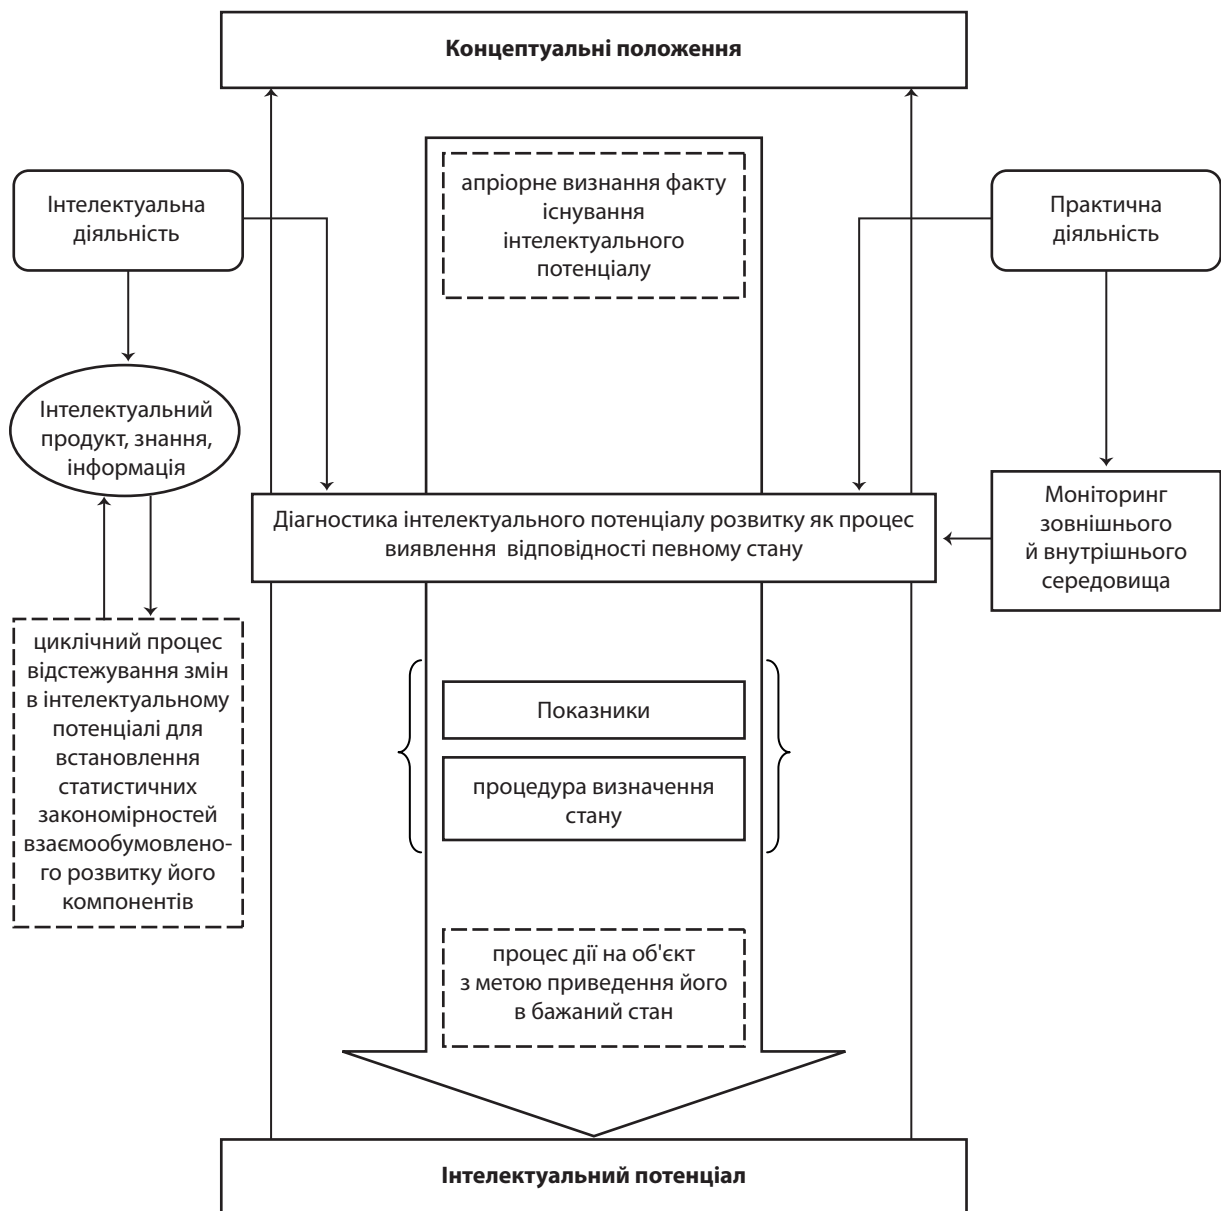 Концептуальні положення
апріорне визнання факту
існування
інтелектуального
потенціалу
Інтелектуальна
діяльність
Практична
діяльність
Інтелектуальний
продукт, знання,
інформація
Діагностика інтелектуального потенціалу розвитку як процес
виявлення відповідності певному стану
Моніторинг
зовнішнього
й внутрішнього
середовища
циклічний процес
відстежування змін
в інтелектуальному
потенціалі для
встановлення
статистичних
закономірностей
взаємообумовлено-
го розвитку його
компонентів
Показники
процедура визначення
стану
процес дії на об'єкт
з метою приведення його
в бажаний стан
Інтелектуальний потенціал